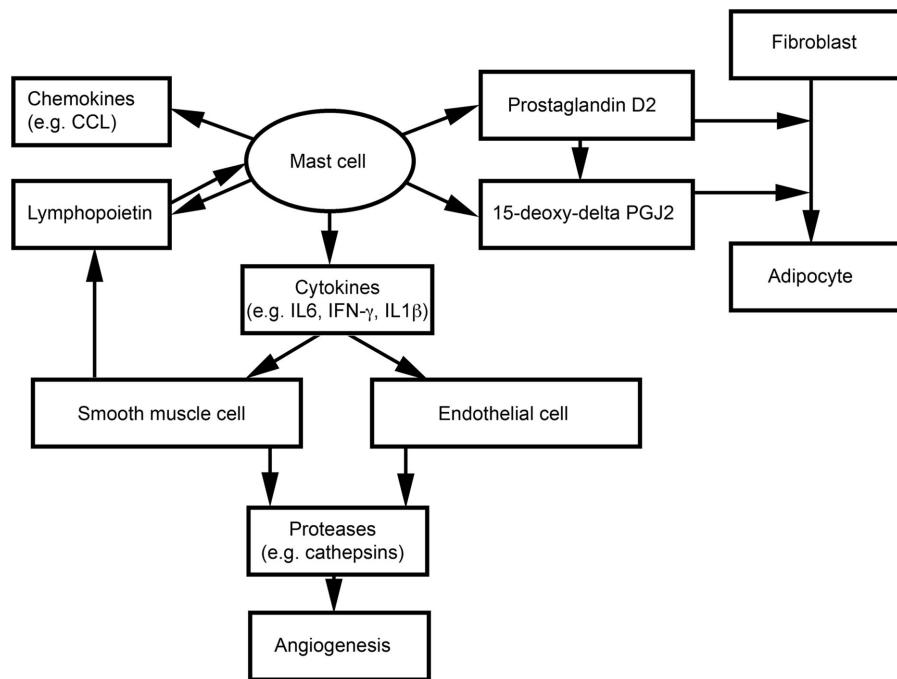 Fibroblast
Chemokines
(e.g. CCL)
Prostaglandin D2
Mast cell
Lymphopoietin
15-deoxy-delta PGJ2
Adipocyte
Cytokines
(e.g. IL6, IFN-γ, IL1β)
Smooth muscle cell
Endothelial cell
Proteases
(e.g. cathepsins)
Angiogenesis